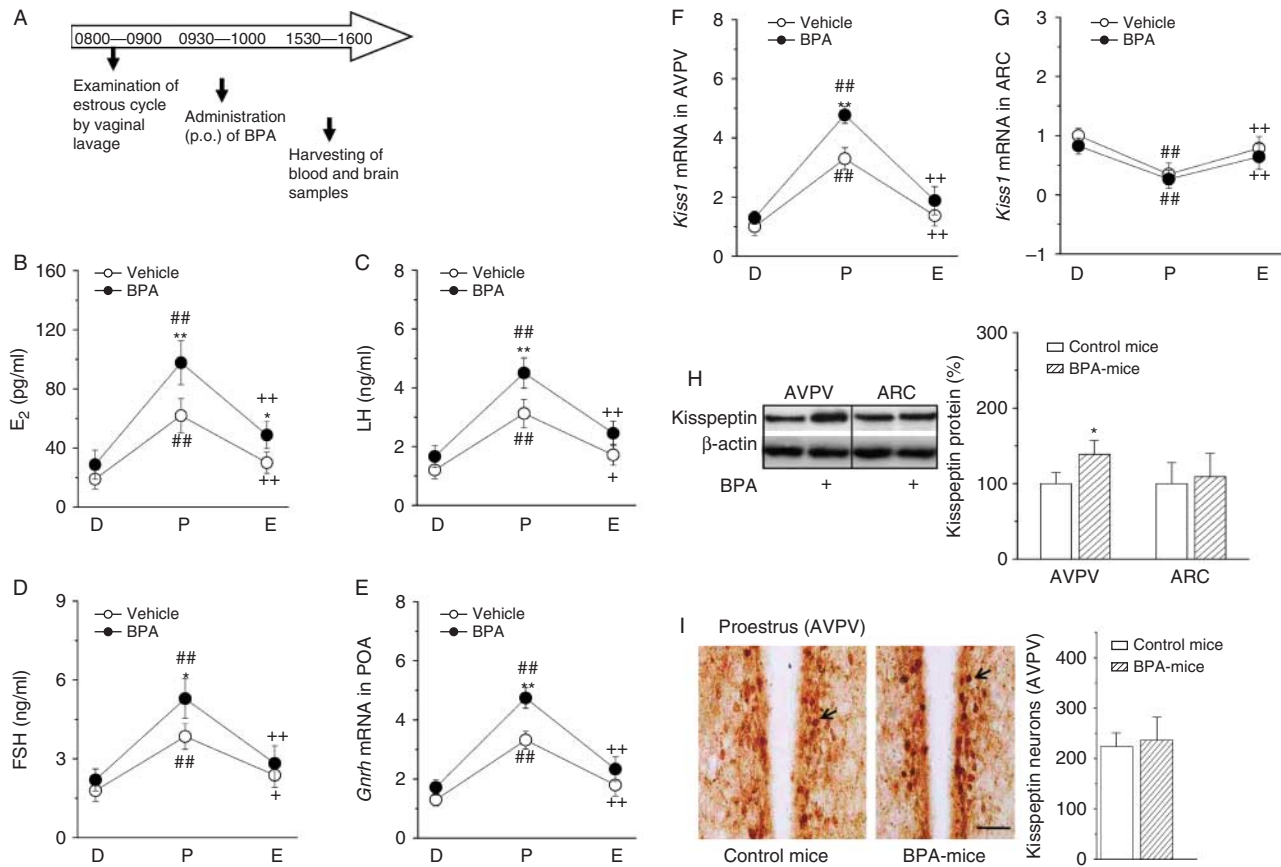 A
0800—0900 0930—1000 1530—1600
Examination of
estrous cycle
by vaginal
lavage
Administration
(p.o.) of BPA
Harvesting of
blood and brain
samples
B
Vehicle
BPA
E₂ (pg/ml)
160
120
80
40
0
##
**
##
++
*
++
D P E
C
Vehicle
BPA
LH (ng/ml)
8
6
4
2
0
##
**
##
++
+
D P E
D
Vehicle
BPA
FSH (ng/ml)
9
6
3
0
##
*
##
++
+
D P E
E
Vehicle
BPA
Gnrh mRNA in POA
8
6
4
2
0
##
**
##
++
++
D P E
F
Vehicle
BPA
Kiss1 mRNA in AVPV
8
6
4
2
0
##
**
##
++
++
D P E
G
Vehicle
BPA
Kiss1 mRNA in ARC
3
2
1
0
–1
##
##
++
++
D P E
H
AVPV ARC
Kisspeptin
β-actin
BPA + +
Kisspeptin protein (%)
300
200
100
0
Control mice
BPA-mice
*
AVPV ARC
I
Proestrus (AVPV)
Control mice BPA-mice
Kisspeptin neurons (AVPV)
400
300
200
100
0
Control mice
BPA-mice